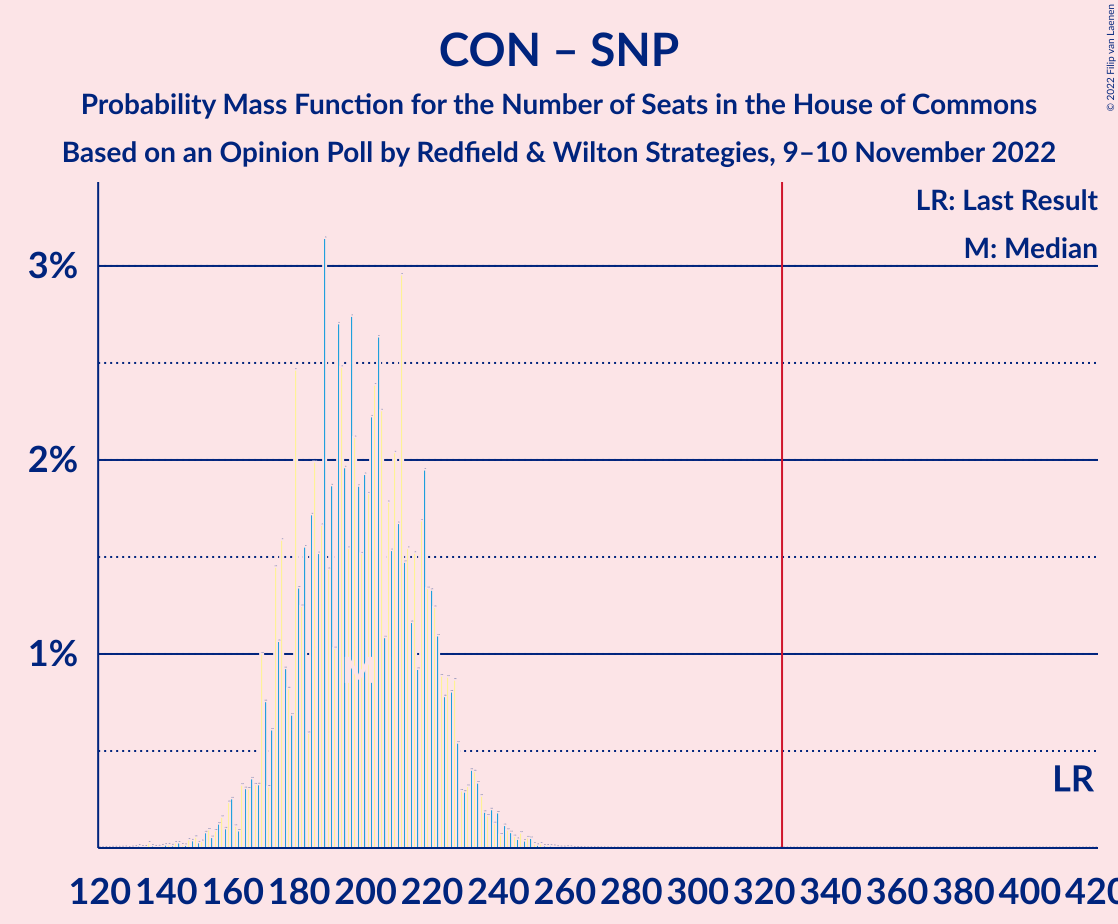 CON – SNP
Probability Mass Function for the Number of Seats in the House of Commons
Based on an Opinion Poll by Redfield & Wilton Strategies, 9–10 November 2022
© 2022 Filip van Laenen
LR: Last Result
M: Median
3%
2%
1%
M
LR
120 140 160 180 200 220 240 260 280 300 320 340 360 380 400 420